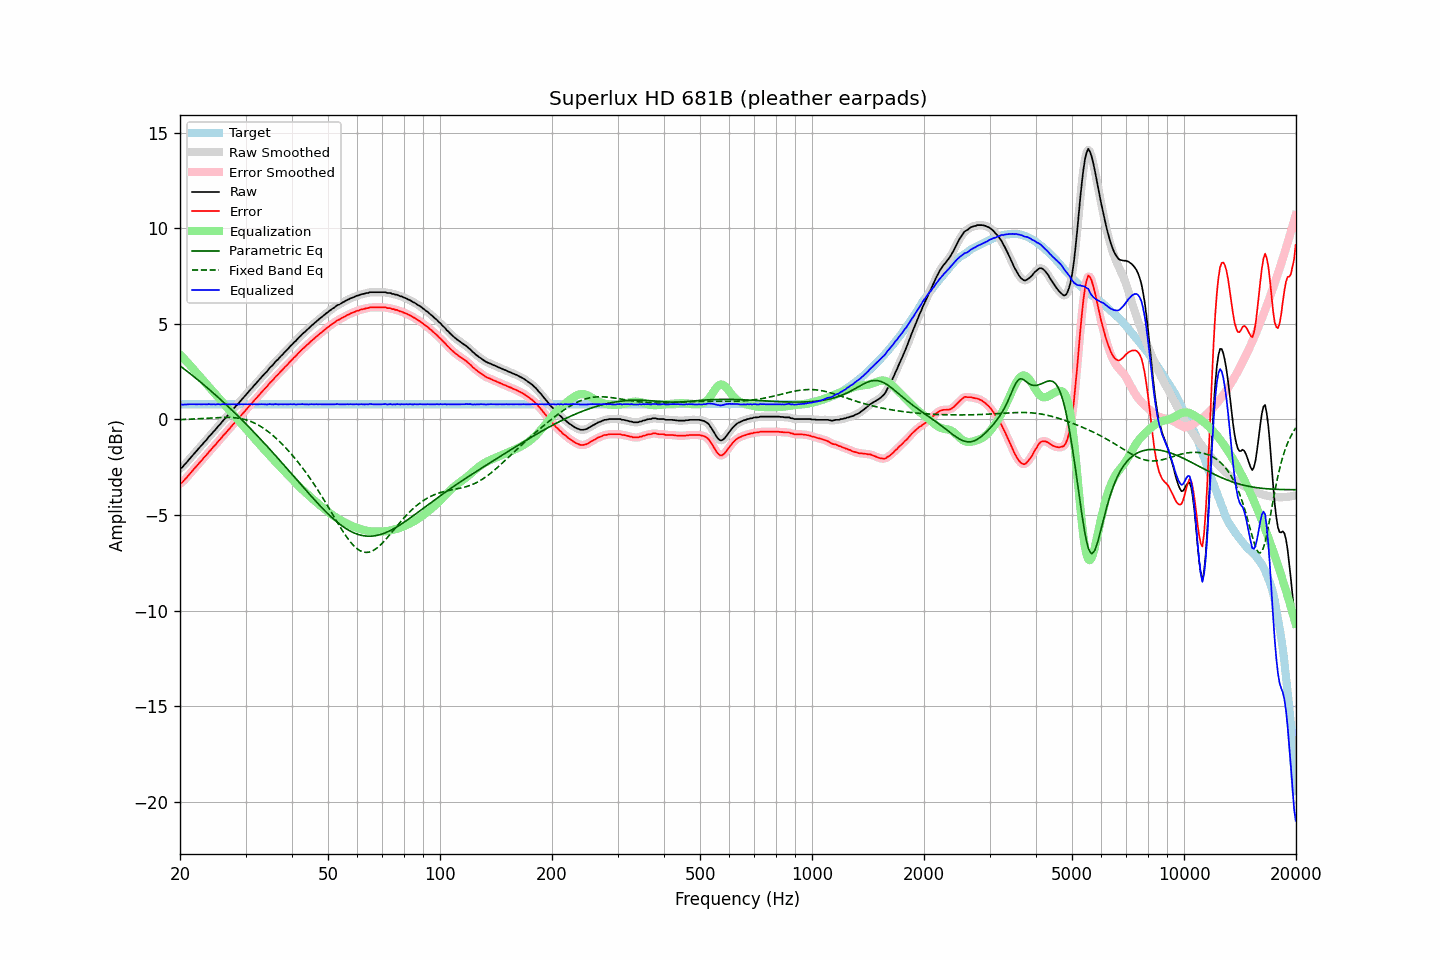 Superlux HD 681B (pleather earpads)
Target
Raw Smoothed
Error Smoothed
Raw
Error
Equalization
Parametric Eq
Fixed Band Eq
Equalized
Amplitude (dBr)
15
10
5
0
−5
−10
−15
−20
20
50
100
200
500
1000
2000
5000
10000
20000
Frequency (Hz)